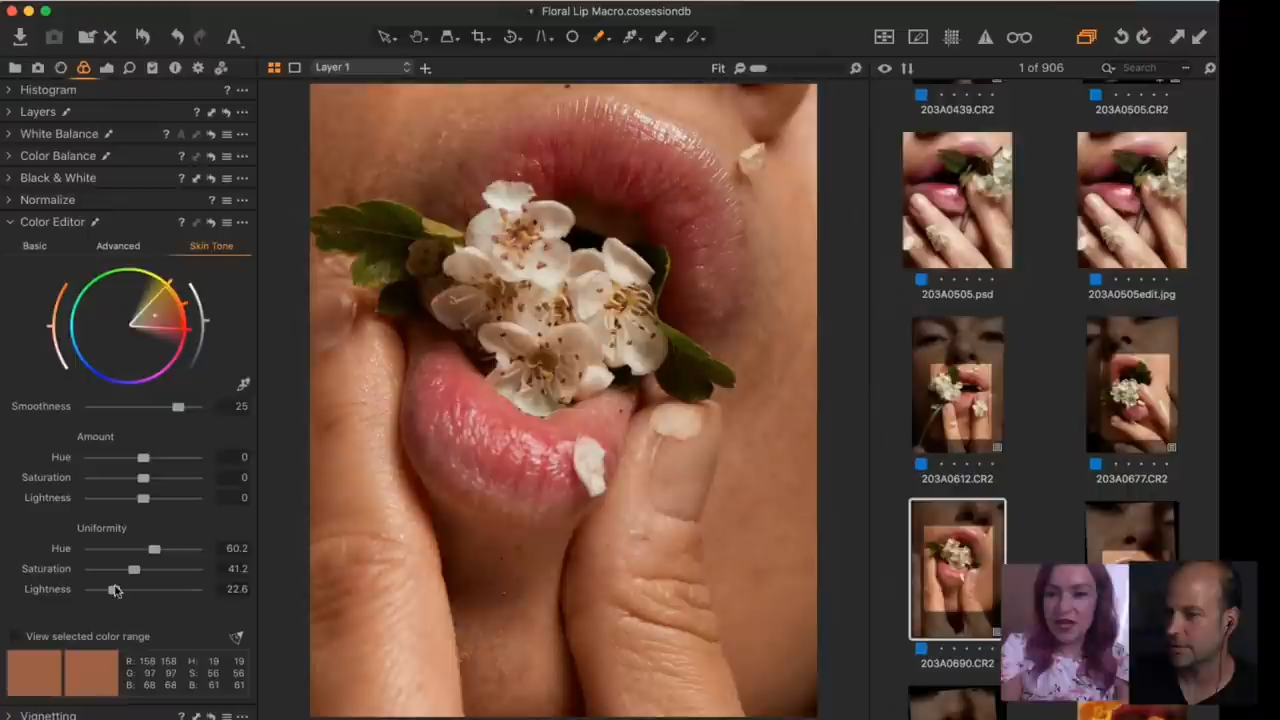 Floral Lip Macro.cosessiondb
Layer 1
Fit
1 of 906
Search
Histogram
Layers
White Balance
Color Balance
Black & White
Normalize
Color Editor
Basic Advanced Skin Tone
Smoothness 25
Amount
Hue 0
Saturation 0
Lightness 0
Uniformity
Hue 60.2
Saturation 41.2
Lightness 22.6
View selected color range
R: 158 158 H: 19 19
G: 97 97 S: 56 56
B: 68 68 B: 61 61
Vignetting
203A0439.CR2 203A0505.CR2
203A0505.psd 203A0505edit.jpg
203A0612.CR2 203A0677.CR2
203A0690.CR2